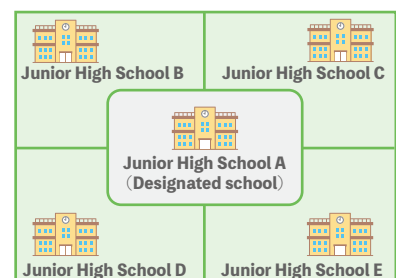 Junior High School B
Junior High School C
Junior High School A
（Designated school）
Junior High School D
Junior High School E